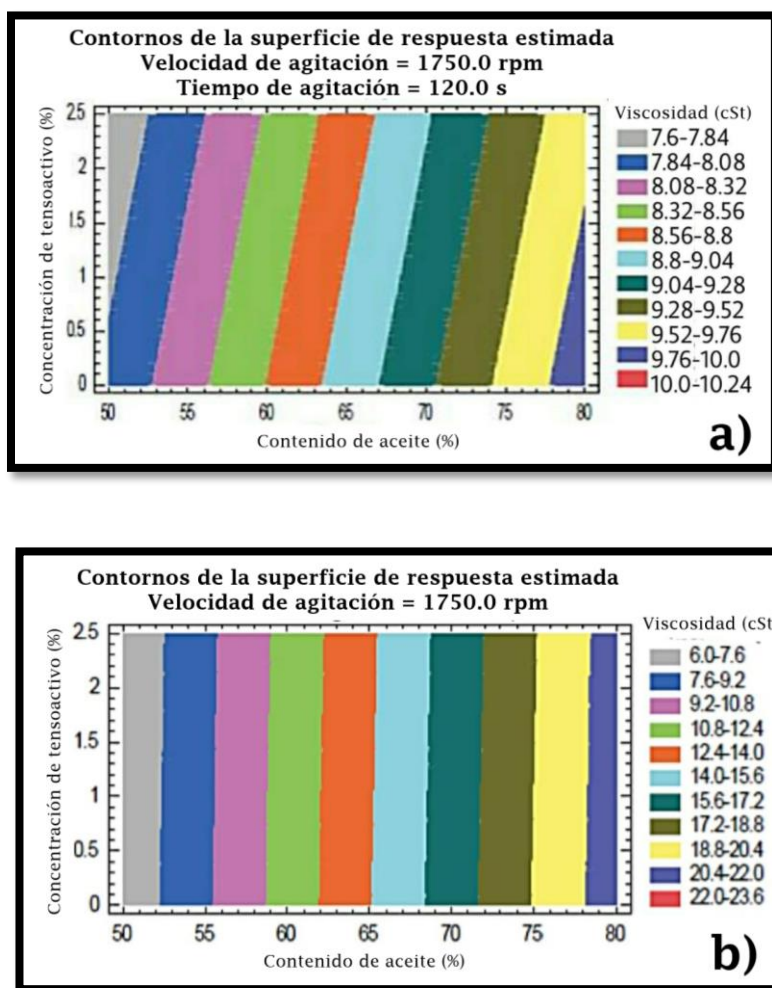 Contornos de la superficie de respuesta estimada
Velocidad de agitación = 1750.0 rpm
Tiempo de agitación = 120.0 s
Concentración de tensoactivo (%)
2.5
2
1.5
1
0.5
0
50 55 60 65 70 75 80
Contenido de aceite (%)
Viscosidad (cSt)
7.6-7.84
7.84-8.08
8.08-8.32
8.32-8.56
8.56-8.8
8.8-9.04
9.04-9.28
9.28-9.52
9.52-9.76
9.76-10.0
10.0-10.24
a)
Contornos de la superficie de respuesta estimada
Velocidad de agitación = 1750.0 rpm
Concentración de tensoactivo (%)
2.5
2
1.5
1
0.5
0
50 55 60 65 70 75 80
Contenido de aceite (%)
Viscosidad (cSt
6.0-7.6
7.6-9.2
9.2-10.8
10.8-12.4
12.4-14.0
14.0-15.6
15.6-17.2
17.2-18.8
18.8-20.4
20.4-22.0
22.0-23.6
b)